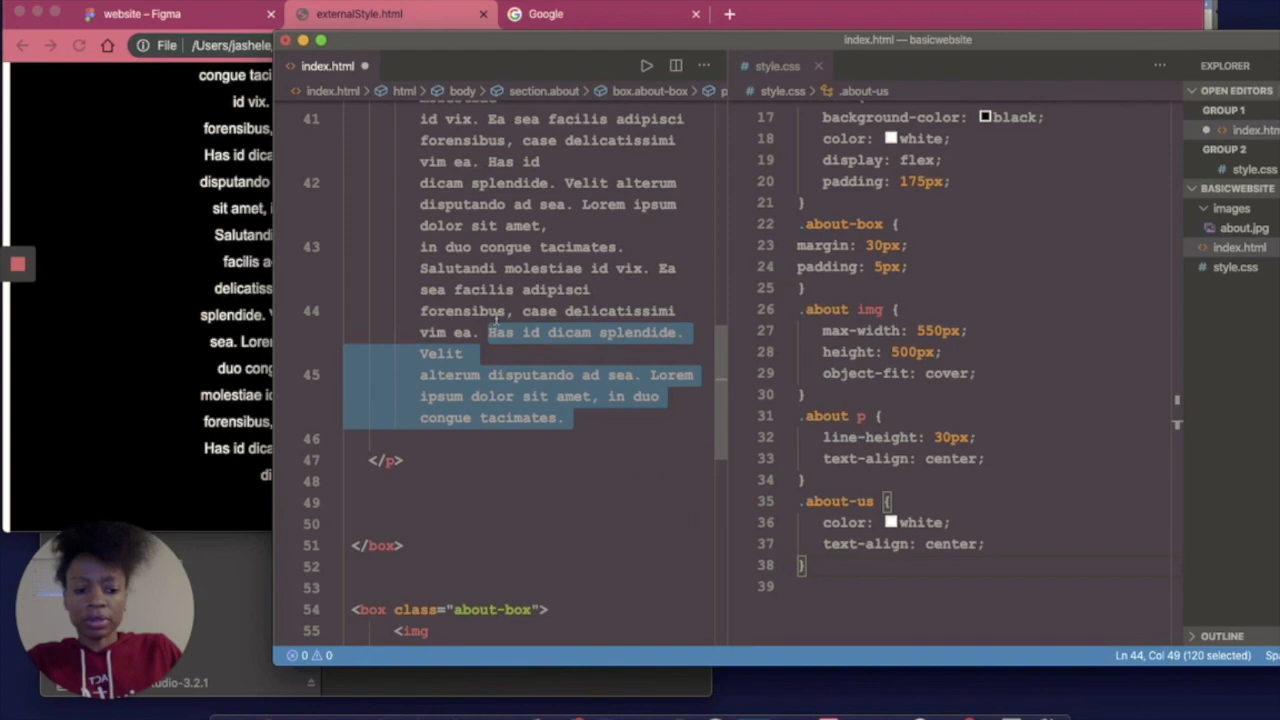 website – Figma
externalStyle.html
Google
File
/Users/jashele,
index.html — basicwebsite
congue taci
id vix.
forensibus,
Has id dica
disputando
sit amet, i
Salutandi
facilis a
delicatiss
splendide.
sea. Lore
duo cong
molestiae i
forensibus,
Has id dica
di
index.html
index.html > html > body > section.about > box.about-box > p
41 id vix. Ea sea facilis adipisci
forensibus, case delicatissimi
vim ea. Has id
42 dicam splendide. Velit alterum
disputando ad sea. Lorem ipsum
dolor sit amet,
43 in duo congue tacimates.
Salutandi molestiae id vix. Ea
sea facilis adipisci
44 forensibus, case delicatissimi
vim ea. Has id dicam splendide.
Velit
45 alterum disputando ad sea. Lorem
ipsum dolor sit amet, in duo
congue tacimates.
46
47 </p>
48
49
50
51 </box>
52
53
54 <box class="about-box">
55 <img
style.css
style.css > .about-us
17 background-color: black;
18 color: white;
19 display: flex;
20 padding: 175px;
21 }
22 .about-box {
23 margin: 30px;
24 padding: 5px;
25 }
26 .about img {
27 max-width: 550px;
28 height: 500px;
29 object-fit: cover;
30 }
31 .about p {
32 line-height: 30px;
33 text-align: center;
34 }
35 .about-us {
36 color: white;
37 text-align: center;
38 }
39
EXPLORER
OPEN EDITORS
GROUP 1
index.htm
GROUP 2
style.css
BASICWEBSITE
images
about.jpg
index.html
style.css
OUTLINE
0 0
Ln 44, Col 49 (120 selected)
Spa
udio-3.2.1